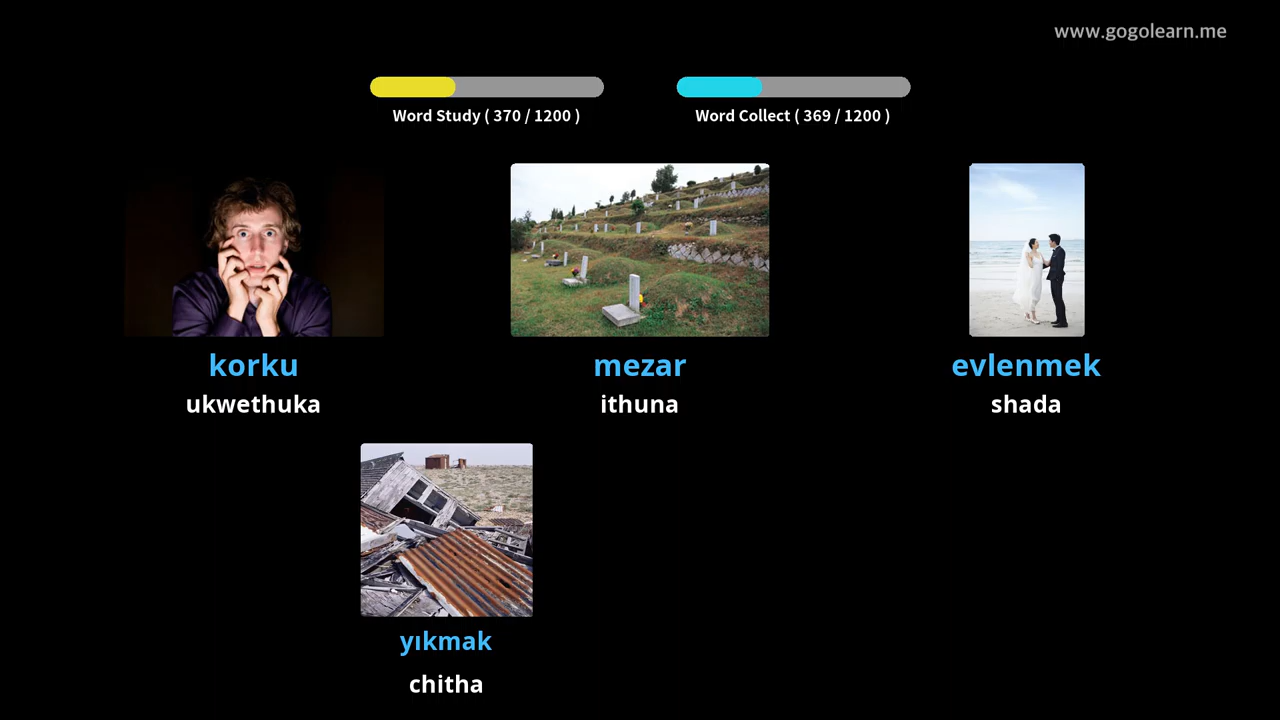 www.gogolearn.me
Word Study ( 370 / 1200 )
Word Collect ( 369 / 1200 )
korku
mezar
evlenmek
ukwethuka
ithuna
shada
yıkmak
chitha